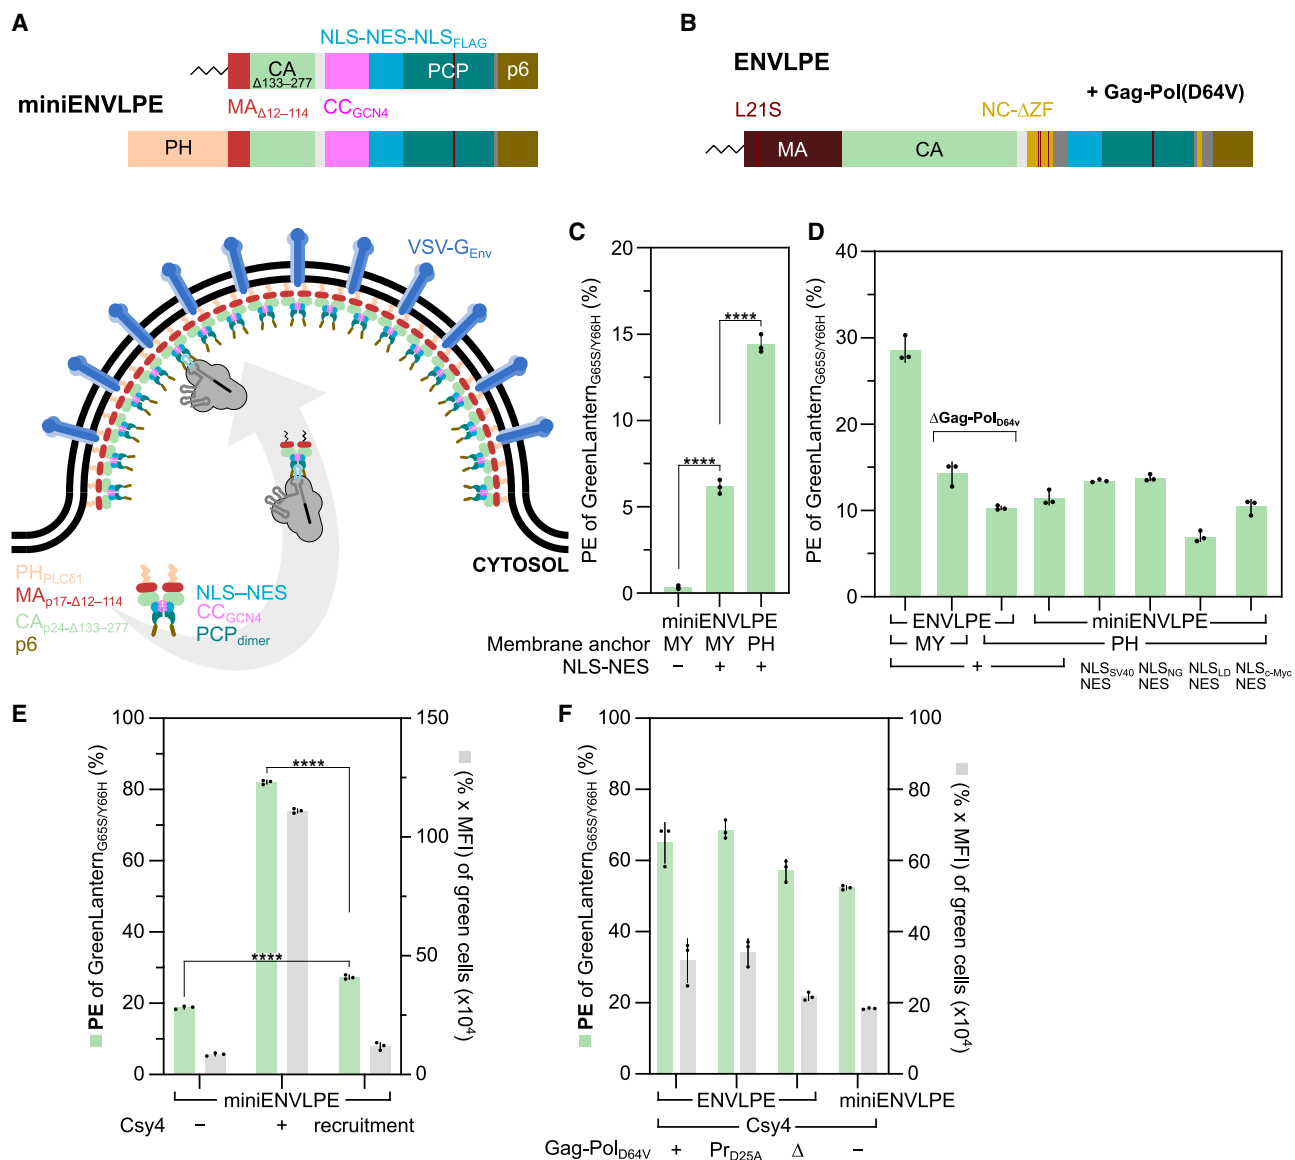 A
NLS-NES-NLSFLAG
CA
Δ133–277
PCP
p6
miniENVLPE
MAΔ12–114
CCGCN4
PH
VSV-GEnv
CYTOSOL
PHPLCδ1
MAp17-Δ12–114
CAp24-Δ133–277
p6
NLS–NES
CCGCN4
PCPdimer
B
ENVLPE
+ Gag-Pol(D64V)
L21S
NC-ΔZF
MA
CA
C
PE of GreenLanternG65S/Y66H (%)
20
15
10
5
0
****
****
miniENVLPE
Membrane anchor MY MY PH
NLS-NES – + +
D
PE of GreenLanternG65S/Y66H (%)
40
30
20
10
0
ΔGag-PolD64v
ENVLPE miniENVLPE
MY PH
+
NLSSV40 NLSNG NLSLD NLSc-Myc
NES NES NES NES
E
PE of GreenLanternG65S/Y66H (%)
100
80
60
40
20
0
****
****
150
100
50
0
(% x MFI) of green cells (x10⁴)
miniENVLPE
Csy4 – + recruitment
F
PE of GreenLanternG65S/Y66H (%)
100
80
60
40
20
0
100
80
60
40
20
0
(% x MFI) of green cells (x10⁴)
ENVLPE miniENVLPE
Csy4
Gag-PolD64V + PrD25A Δ –